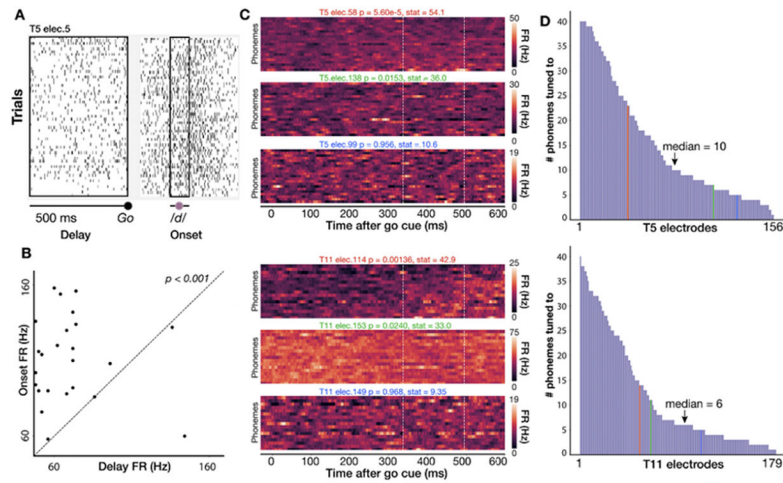 A
T5 elec.5
Trials
500 ms
Go
/d/
Delay
Onset
B
p < 0.001
160
Onset FR (Hz)
60
60
Delay FR (Hz)
160
C
T5 elec.58 p = 5.60e-5, stat = 54.1
Phonemes
50
FR (Hz)
0
T5.elec.138 p = 0.0153, stat = 36.0
Phonemes
30
FR (Hz)
0
T5 elec.99 p = 0.956, stat = 10.6
Phonemes
19
FR (Hz)
0
0 100 200 300 400 500 600
Time after go cue (ms)
T11 elec.114 p = 0.00136, stat = 42.9
Phonemes
25
FR (Hz)
0
T11 elec.153 p = 0.0240, stat = 33.0
Phonemes
75
FR (Hz)
0
T11 elec.149 p = 0.968, stat = 9.35
Phonemes
19
FR (Hz)
0
0 100 200 300 400 500 600
Time after go cue (ms)
D
# phonemes tuned to
40
35
30
25
20
15
10
5
0
median = 10
1
T5 electrodes
156
# phonemes tuned to
40
35
30
25
20
15
10
5
0
median = 6
1
T11 electrodes
179